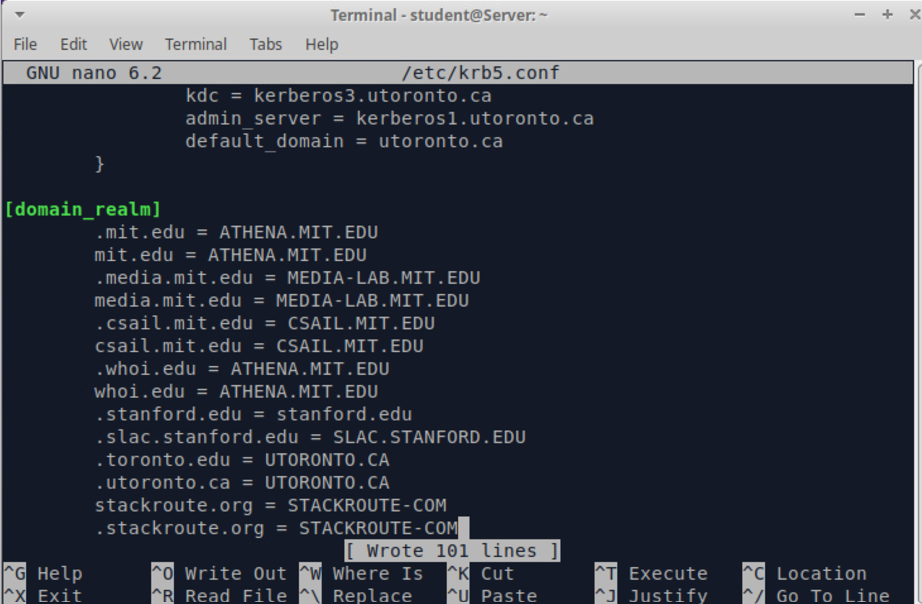 Terminal - student@Server: ~
File Edit View Terminal Tabs Help
GNU nano 6.2 /etc/krb5.conf
kdc = kerberos3.utoronto.ca
admin_server = kerberos1.utoronto.ca
default_domain = utoronto.ca
}
[domain_realm]
.mit.edu = ATHENA.MIT.EDU
mit.edu = ATHENA.MIT.EDU
.media.mit.edu = MEDIA-LAB.MIT.EDU
media.mit.edu = MEDIA-LAB.MIT.EDU
.csail.mit.edu = CSAIL.MIT.EDU
csail.mit.edu = CSAIL.MIT.EDU
.whoi.edu = ATHENA.MIT.EDU
whoi.edu = ATHENA.MIT.EDU
.stanford.edu = stanford.edu
.slac.stanford.edu = SLAC.STANFORD.EDU
.toronto.edu = UTORONTO.CA
.utoronto.ca = UTORONTO.CA
stackroute.org = STACKROUTE-COM
.stackroute.org = STACKROUTE-COM
[ Wrote 101 lines ]
^G Help ^O Write Out ^W Where Is ^K Cut ^T Execute ^C Location
^X Exit ^R Read File ^\ Replace ^U Paste ^J Justify ^/ Go To Line